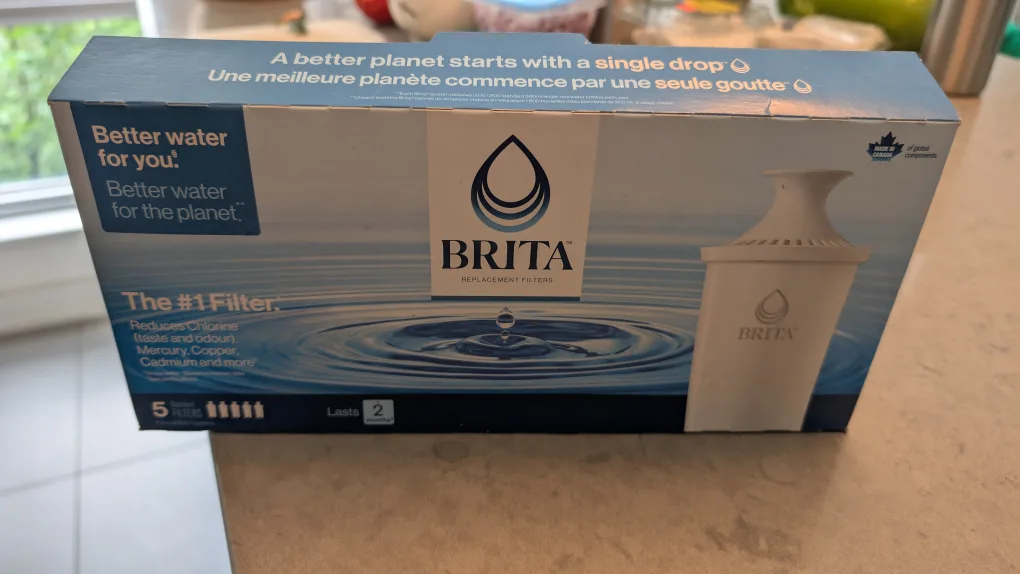 A better planet starts with a single drop
Une meilleure planète commence par une seule goutte
Better water
for you.§
Better water
for the planet.**
MADE IN
CANADA
of global
components
BRITA™
REPLACEMENT FILTERS
BRITA
The #1 Filter.
Reduces Chlorine
(taste and odour),
Mercury, Copper,
Cadmium and more
5 FILTERS
Lasts 2
months